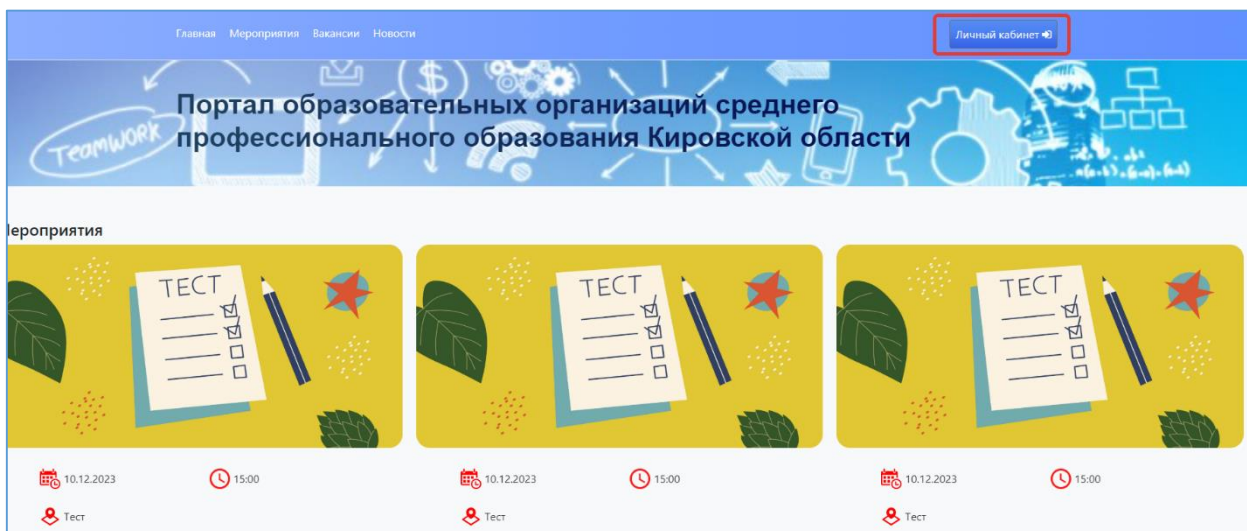 Главная Мероприятия Вакансии Новости
Личный кабинет
Портал образовательных организаций среднего
профессионального образования Кировской области
TeamWORK
ероприятия
ТЕСТ
ТЕСТ
ТЕСТ
10.12.2023 15:00
10.12.2023 15:00
10.12.2023 15:00
Тест
Тест
Тест